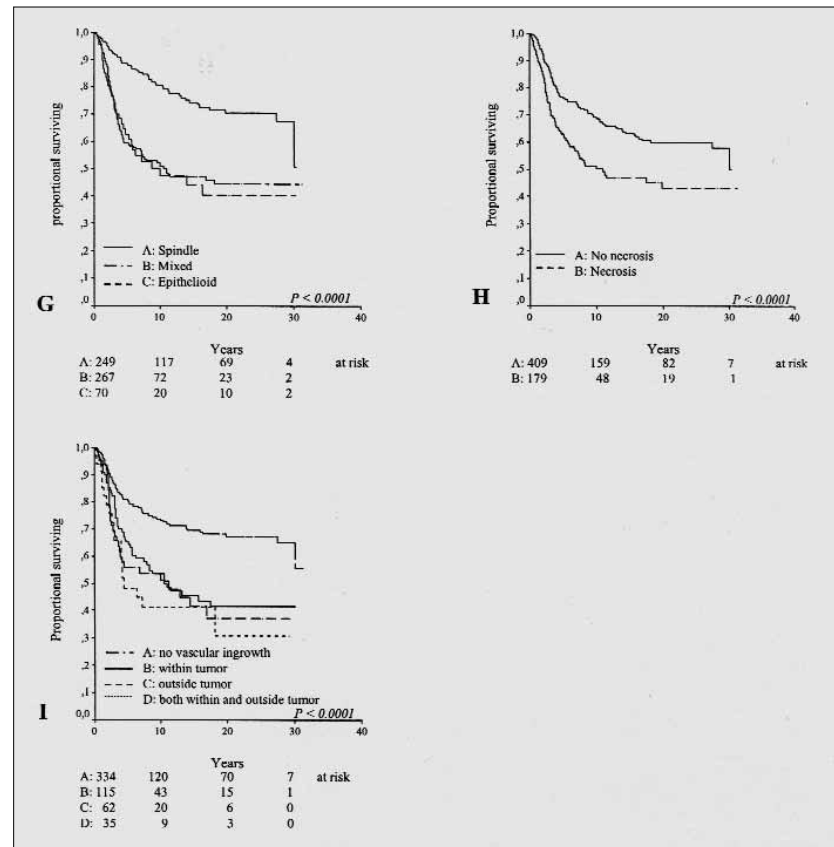 1,0
,9
,8
,7
,6
,5
,4
,3
,2
,1
,0
proportional surviving
A: Spindle
B: Mixed
C: Epithelioid
G
P < 0.0001
0 10 20 30 40
Years
A: 249 117 69 4 at risk
B: 267 72 23 2
C: 70 20 10 2
1,0
,9
,8
,7
,6
,5
,4
,3
,2
,1
,0
Proportional surviving
A: No necrosis
B: Necrosis
H
P < 0.0001
0 10 20 30 40
Years
A: 409 159 82 7 at risk
B: 179 48 19 1
1,0
,9
,8
,7
,6
,5
,4
,3
,2
,1
0,0
Proportional surviving
A: no vascular ingrowth
B: within tumor
C: outside tumor
D: both within and outside tumor
I
P < 0.0001
0 10 20 30 40
Years
A: 334 120 70 7 at risk
B: 115 43 15 1
C: 62 20 6 0
D: 35 9 3 0